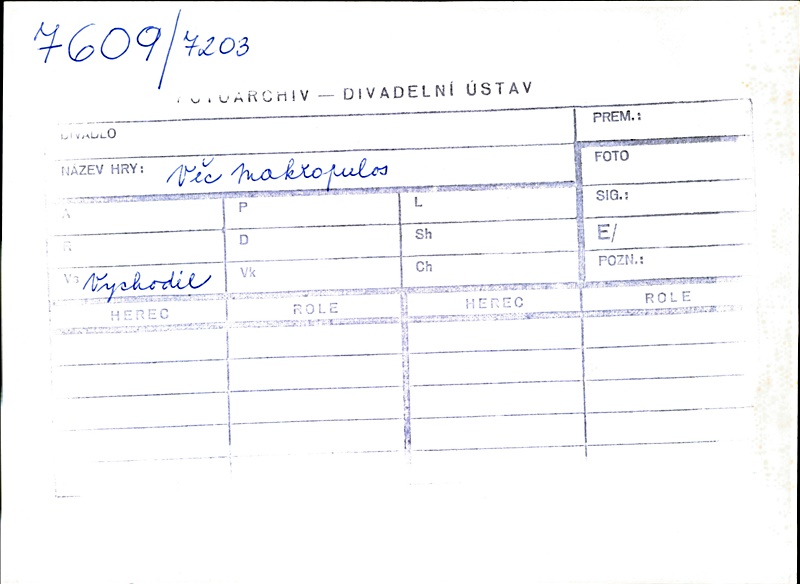 7609/7203
FOTOARCHIV — DIVADELNÍ ÚSTAV
DIVADLO
PREM.:
NÁZEV HRY: Věc Makropulos
FOTO
A P L
SIG.:
R D Sh
E/
Vs Vychodil Vk Ch
POZN.:
HEREC ROLE HEREC ROLE